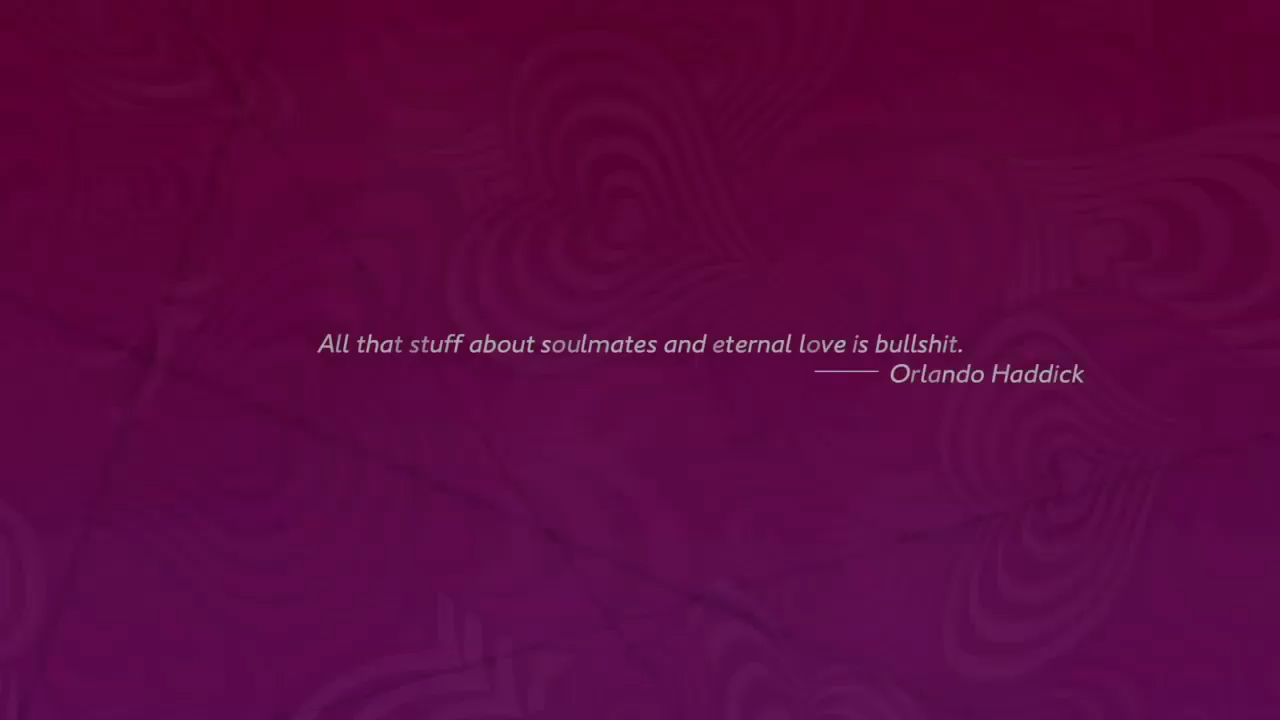 All that stuff about soulmates and eternal love is bullshit.
—— Orlando Haddick